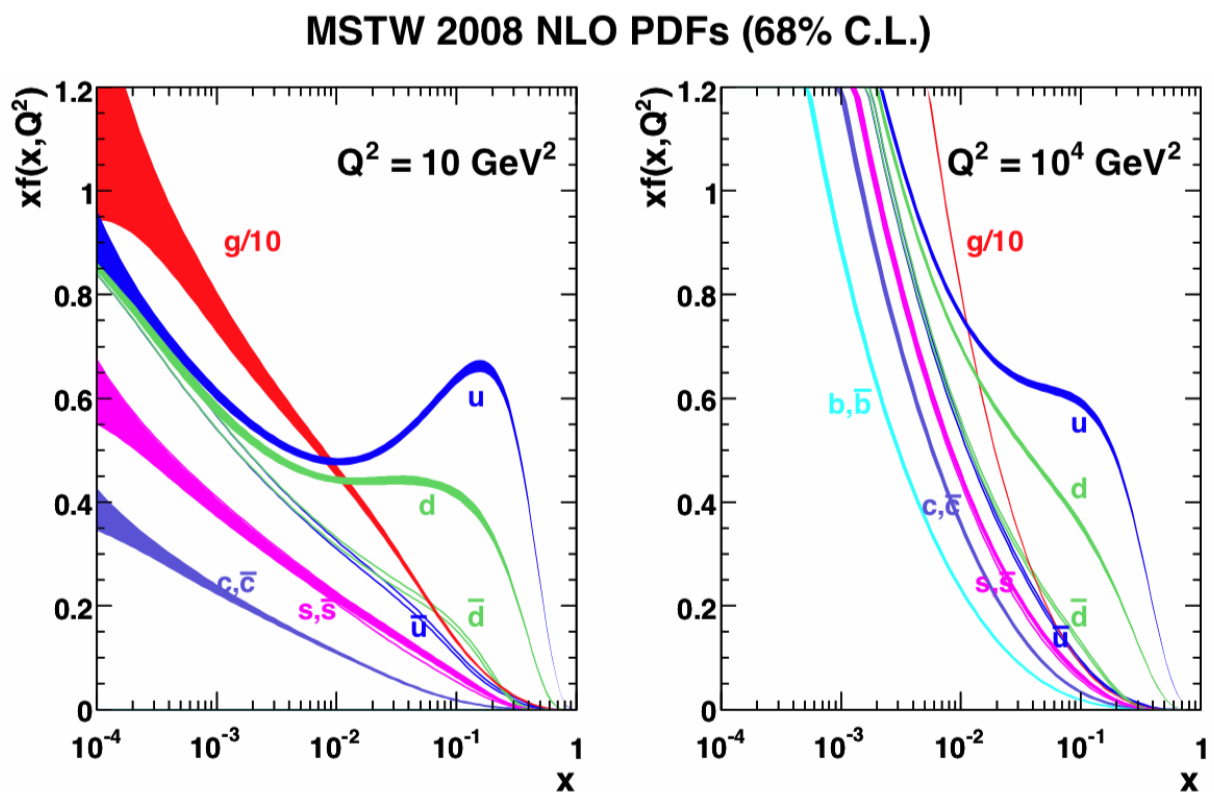 MSTW 2008 NLO PDFs (68% C.L.)
xf(x,Q²)
1.2
1
0.8
0.6
0.4
0.2
0
Q² = 10 GeV²
g/10
u
d
c,c̅
s,s̅
u̅
d̅
10⁻⁴ 10⁻³ 10⁻² 10⁻¹ 1
x
xf(x,Q²)
1.2
1
0.8
0.6
0.4
0.2
0
Q² = 10⁴ GeV²
g/10
b,b̅
u
d
c,c̅
s,s̅
d̅
u̅
10⁻⁴ 10⁻³ 10⁻² 10⁻¹ 1
x